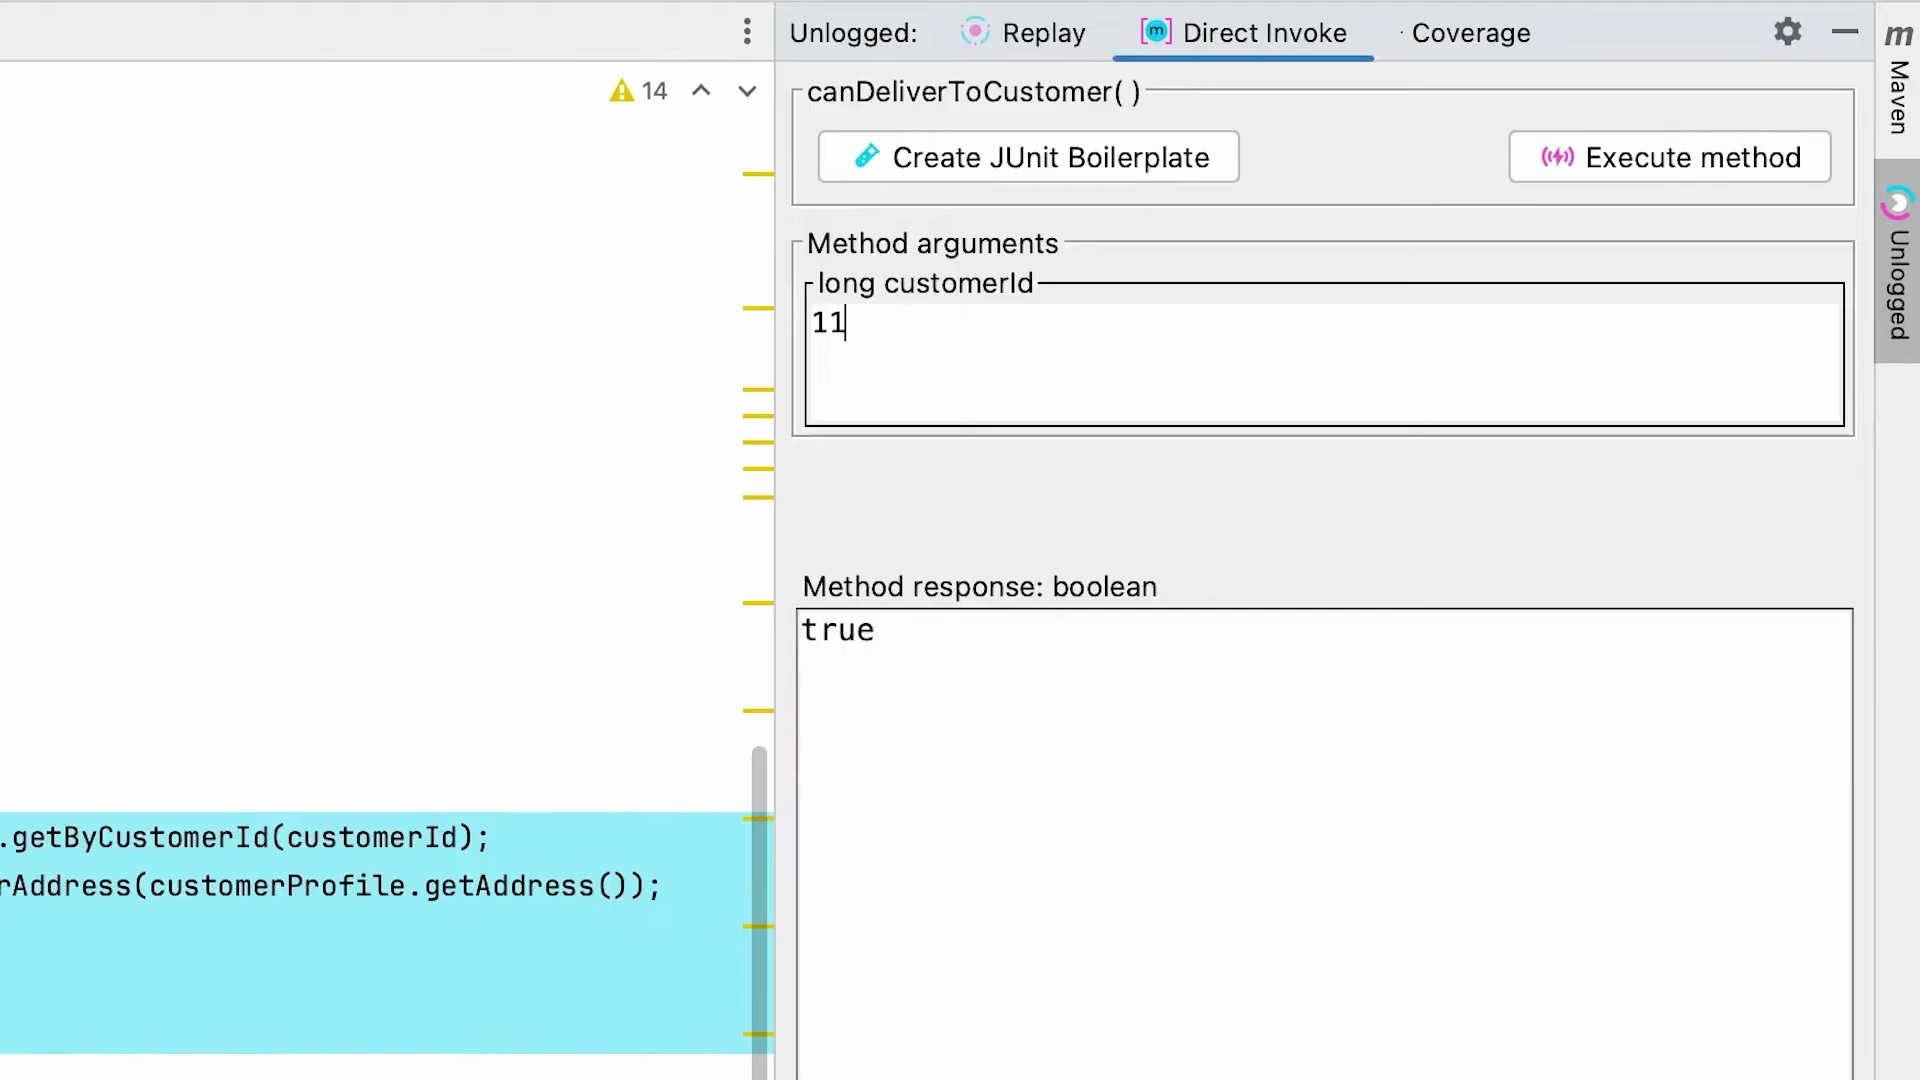 Unlogged: Replay [m] Direct Invoke · Coverage
14
canDeliverToCustomer( )
Create JUnit Boilerplate Execute method
Method arguments
long customerId
11
Method response: boolean
true
.getByCustomerId(customerId);
rAddress(customerProfile.getAddress());
m Maven
Unlogged